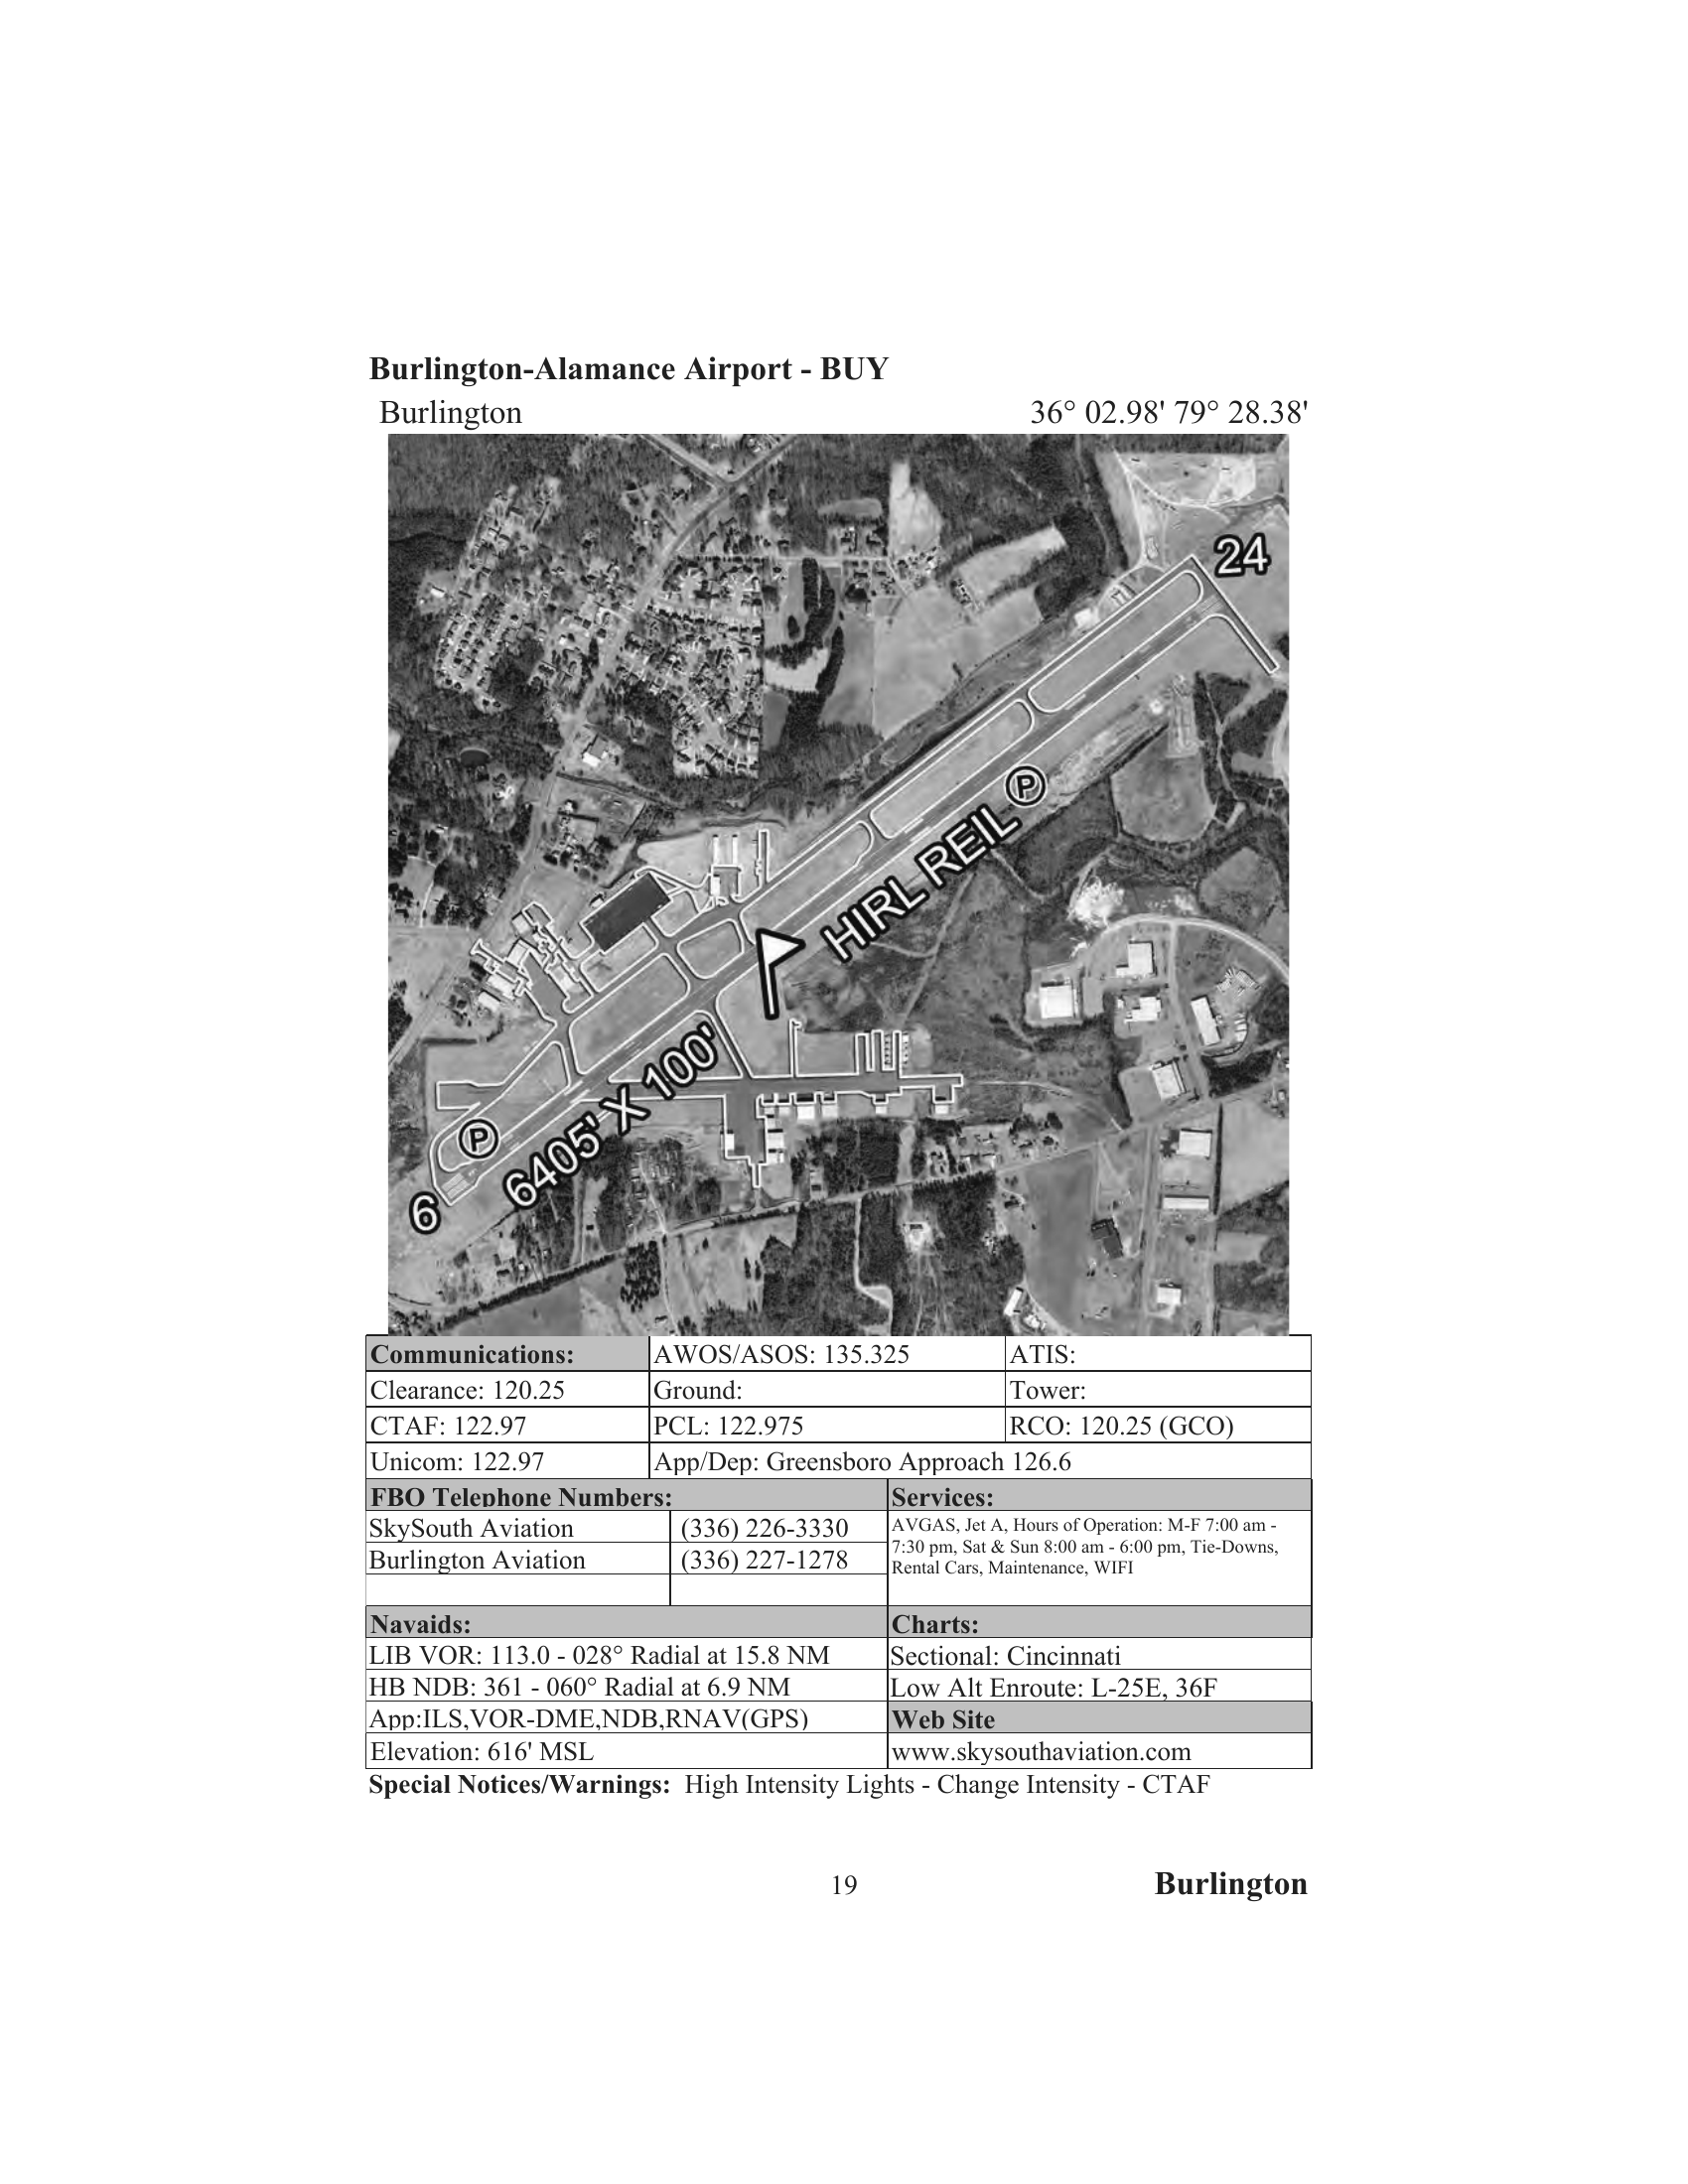 Burlington-Alamance Airport - BUY
Burlington 36° 02.98' 79° 28.38'
24
HIRL REIL P
6405' X 100'
P
6
Communications: AWOS/ASOS: 135.325 ATIS:
Clearance: 120.25 Ground: Tower:
CTAF: 122.97 PCL: 122.975 RCO: 120.25 (GCO)
Unicom: 122.97 App/Dep: Greensboro Approach 126.6
FBO Telephone Numbers: Services:
SkySouth Aviation (336) 226-3330
Burlington Aviation (336) 227-1278
AVGAS, Jet A, Hours of Operation: M-F 7:00 am -
7:30 pm, Sat & Sun 8:00 am - 6:00 pm, Tie-Downs,
Rental Cars, Maintenance, WIFI
Navaids: Charts:
LIB VOR: 113.0 - 028° Radial at 15.8 NM Sectional: Cincinnati
HB NDB: 361 - 060° Radial at 6.9 NM Low Alt Enroute: L-25E, 36F
App:ILS,VOR-DME,NDB,RNAV(GPS) Web Site
Elevation: 616' MSL www.skysouthaviation.com
Special Notices/Warnings: High Intensity Lights - Change Intensity - CTAF
19 Burlington